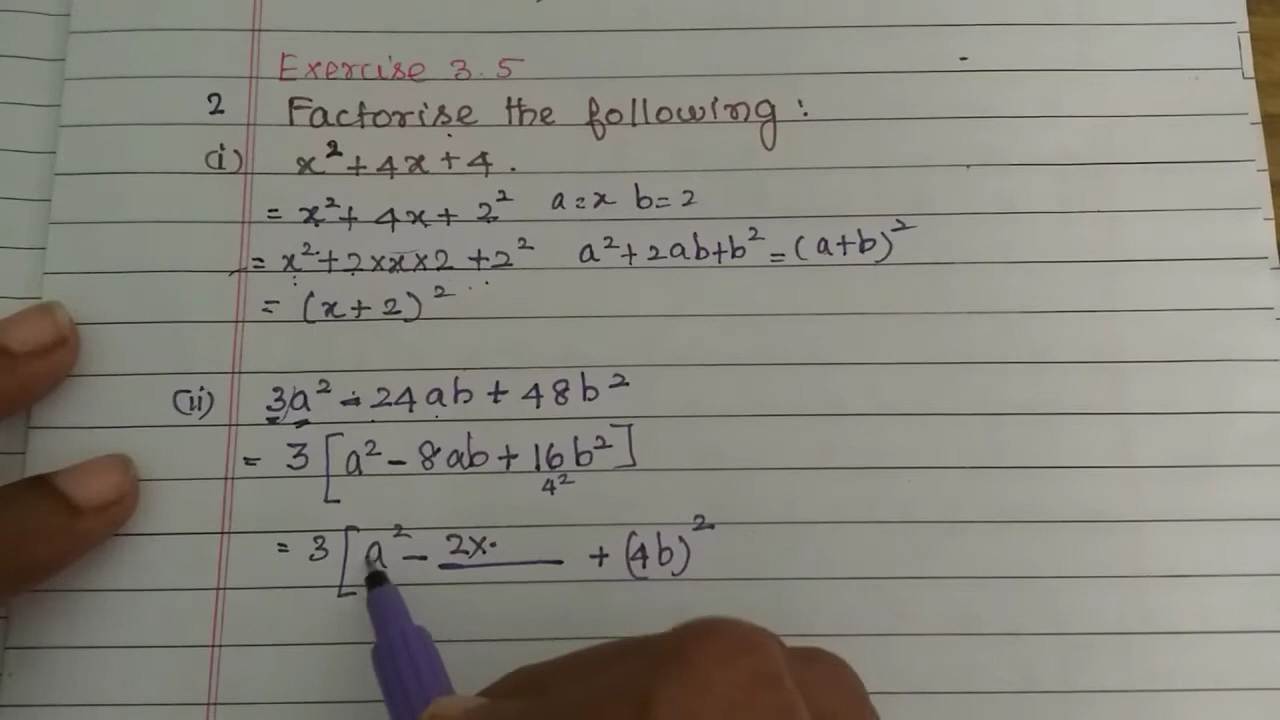 Exercise 3.5
2 Factorise the following :
(i) x² + 4x + 4 .
= x² + 4x + 2² a = x b = 2
= x² + 2 × x × 2 + 2² a² + 2ab + b² = (a + b)²
= (x + 2)²
(ii) 3a² - 24ab + 48b²
= 3 [a² - 8ab + 16b²]
4²
= 3 [a² - 2× + (4b)²